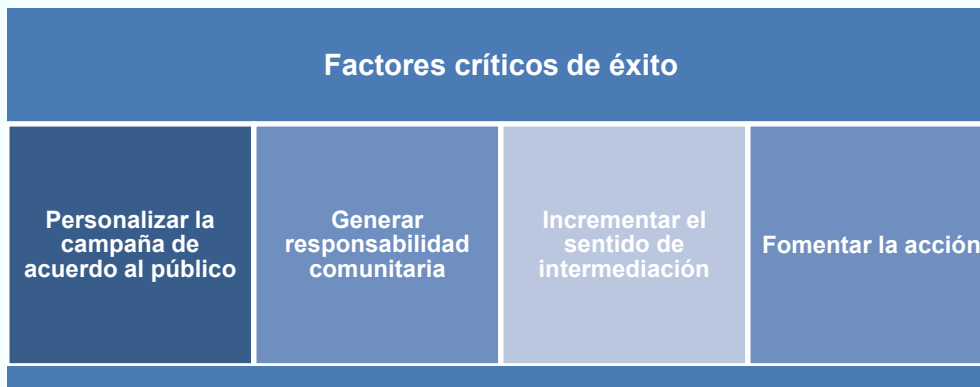 Factores críticos de éxito
Personalizar la
campaña de
acuerdo al público
Generar
responsabilidad
comunitaria
Incrementar el
sentido de
intermediación
Fomentar la acción